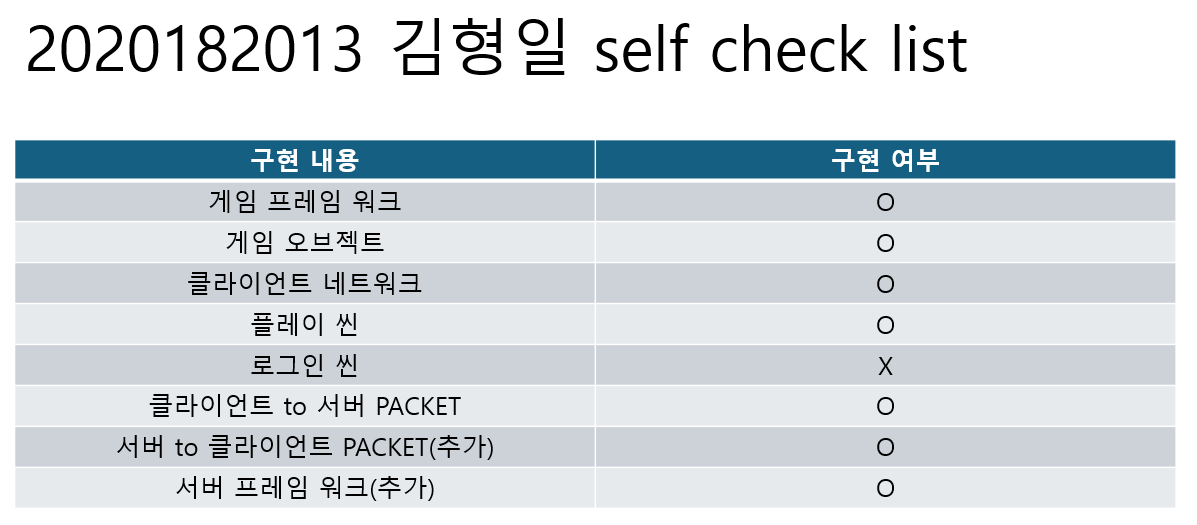 2020182013 김형일 self check list
구현 내용 구현 여부
게임 프레임 워크 O
게임 오브젝트 O
클라이언트 네트워크 O
플레이 씬 O
로그인 씬 X
클라이언트 to 서버 PACKET O
서버 to 클라이언트 PACKET(추가) O
서버 프레임 워크(추가) O